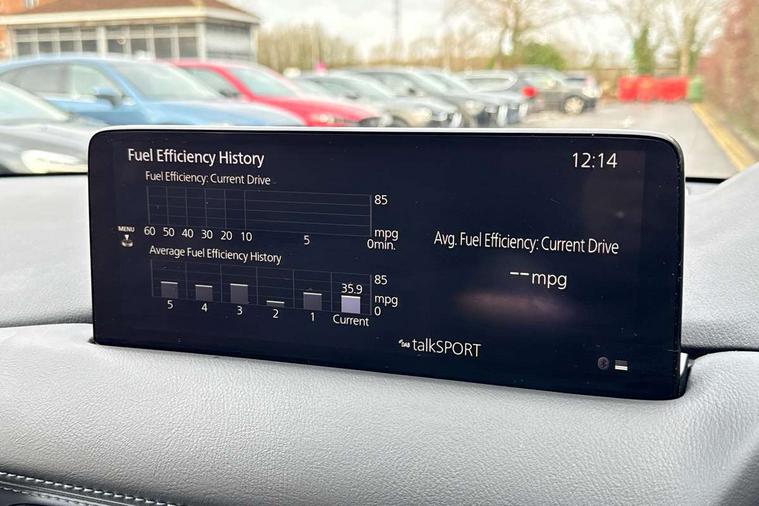 Fuel Efficiency History
12:14
Fuel Efficiency: Current Drive
85
mpg
60 50 40 30 20 10 5 0min.
MENU
Average Fuel Efficiency History
85
35.9
mpg
5 4 3 2 1 Current 0
Avg. Fuel Efficiency: Current Drive
--mpg
DAB talkSPORT